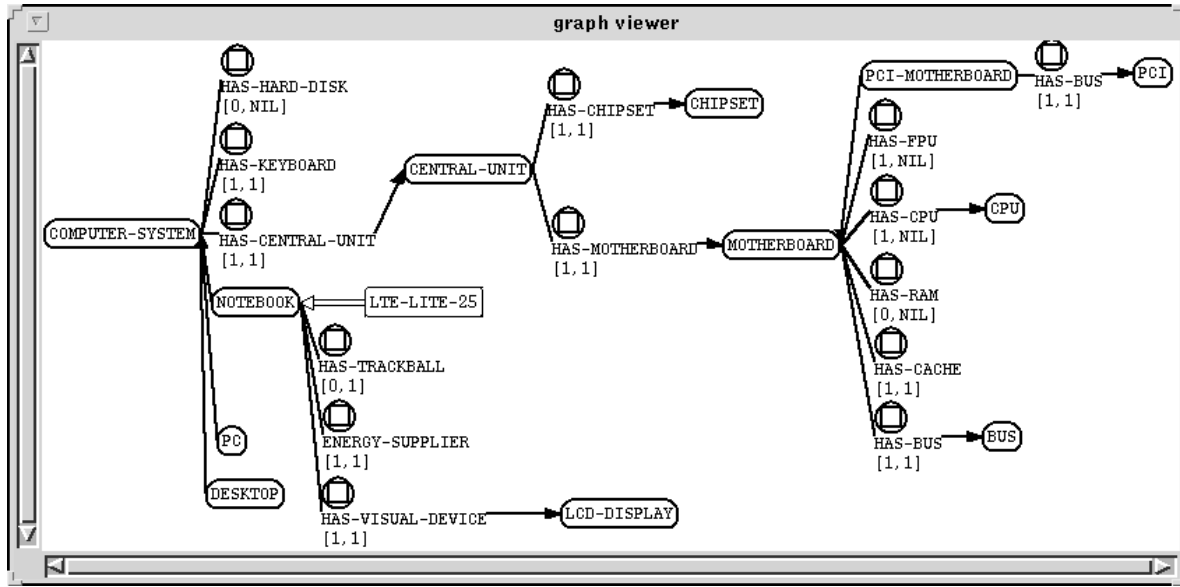 graph viewer
HAS-HARD-DISK
[0,NIL]
HAS-KEYBOARD
[1,1]
COMPUTER-SYSTEM
HAS-CENTRAL-UNIT
[1,1]
NOTEBOOK
LTE-LITE-25
HAS-TRACKBALL
[0,1]
ENERGY-SUPPLIER
[1,1]
HAS-VISUAL-DEVICE
[1,1]
LCD-DISPLAY
PC
DESKTOP
CENTRAL-UNIT
HAS-CHIPSET
[1,1]
CHIPSET
HAS-MOTHERBOARD
[1,1]
MOTHERBOARD
PCI-MOTHERBOARD
HAS-BUS
[1,1]
PCI
HAS-FPU
[1,NIL]
HAS-CPU
[1,NIL]
CPU
HAS-RAM
[0,NIL]
HAS-CACHE
[1,1]
HAS-BUS
[1,1]
BUS